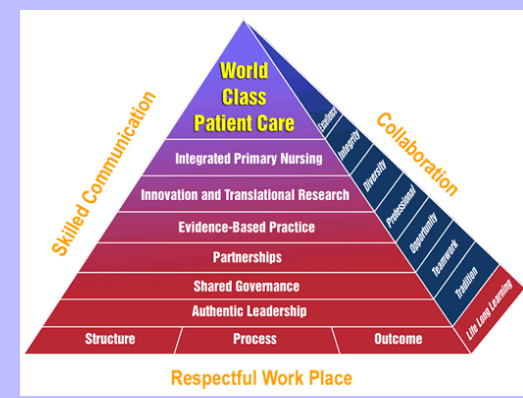 World
Class
Patient Care
Integrated Primary Nursing
Innovation and Translational Research
Evidence-Based Practice
Partnerships
Shared Governance
Authentic Leadership
Structure Process Outcome
Excellence
Integrity
Diversity
Professional
Opportunity
Teamwork
Tradition
Life Long Learning
Skilled Communication
Collaboration
Respectful Work Place